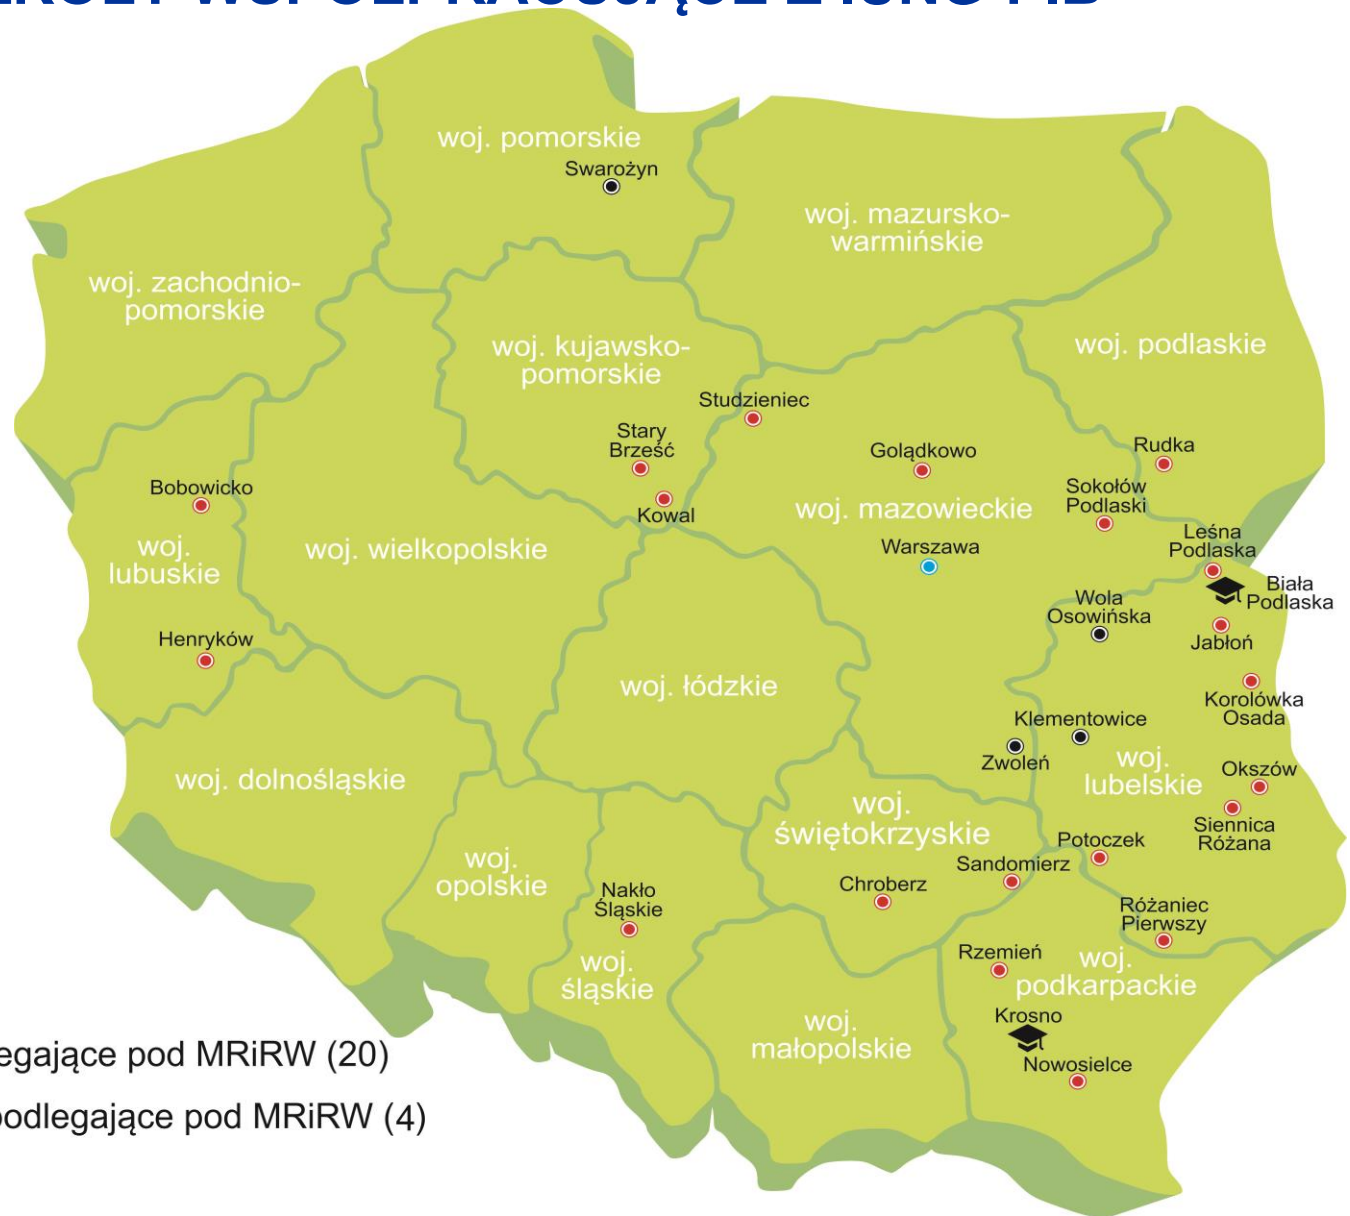 woj. pomorskie
Swarożyn
woj. mazursko-
warmińskie
woj. zachodnio-
pomorskie
woj. kujawsko-
pomorskie
woj. podlaskie
Studzieniec
Stary
Brześć
Kowal
Golądkowo
Rudka
Sokołów
Podlaski
Bobowicko
woj. mazowieckie
Warszawa
woj.
lubuskie
woj. wielkopolskie
Leśna
Podlaska
Biała
Podlaska
Wola
Osowińska
Jabłoń
Henryków
woj. łódzkie
Korolówka
Osada
Klementowice
Zwoleń
woj.
lubelskie
Okszów
woj. dolnośląskie
Siennica
Różana
woj.
świętokrzyskie
Potoczek
Sandomierz
Chroberz
woj.
opolskie
Nakło
Śląskie
Różaniec
Pierwszy
woj.
śląskie
Rzemień
woj.
podkarpackie
Krosno
woj.
małopolskie
Nowosielce
egające pod MRiRW (20)
podlegające pod MRiRW (4)